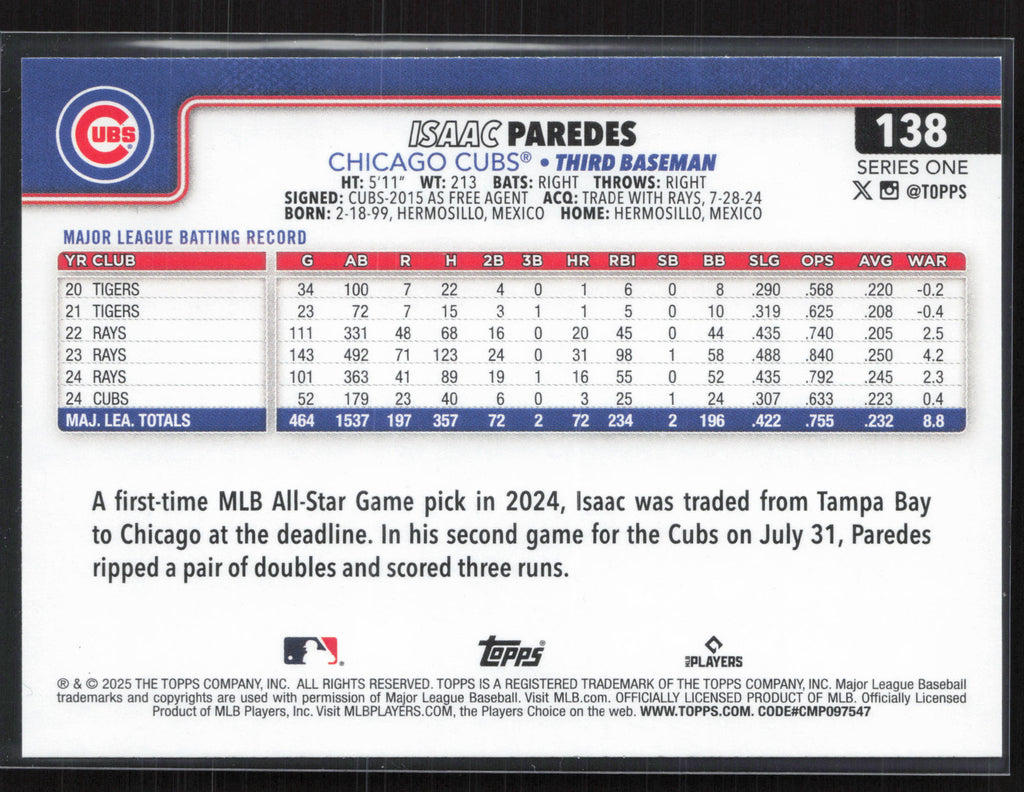 CUBS®
ISAAC PAREDES
138
CHICAGO CUBS® • THIRD BASEMAN
SERIES ONE
HT: 5'11" WT: 213 BATS: RIGHT THROWS: RIGHT
X @TOPPS
SIGNED: CUBS-2015 AS FREE AGENT ACQ: TRADE WITH RAYS, 7-28-24
BORN: 2-18-99, HERMOSILLO, MEXICO HOME: HERMOSILLO, MEXICO
MAJOR LEAGUE BATTING RECORD
YR CLUB G AB R H 2B 3B HR RBI SB BB SLG OPS AVG WAR
20 TIGERS 34 100 7 22 4 0 1 6 0 8 .290 .568 .220 -0.2
21 TIGERS 23 72 7 15 3 1 1 5 0 10 .319 .625 .208 -0.4
22 RAYS 111 331 48 68 16 0 20 45 0 44 .435 .740 .205 2.5
23 RAYS 143 492 71 123 24 0 31 98 1 58 .488 .840 .250 4.2
24 RAYS 101 363 41 89 19 1 16 55 0 52 .435 .792 .245 2.3
24 CUBS 52 179 23 40 6 0 3 25 1 24 .307 .633 .223 0.4
MAJ. LEA. TOTALS 464 1537 197 357 72 2 72 234 2 196 .422 .755 .232 8.8
A first-time MLB All-Star Game pick in 2024, Isaac was traded from Tampa Bay
to Chicago at the deadline. In his second game for the Cubs on July 31, Paredes
ripped a pair of doubles and scored three runs.
Topps®
MLB PLAYERS
® & © 2025 THE TOPPS COMPANY, INC. ALL RIGHTS RESERVED. TOPPS IS A REGISTERED TRADEMARK OF THE TOPPS COMPANY, INC. Major League Baseball
trademarks and copyrights are used with permission of Major League Baseball. Visit MLB.com. OFFICIALLY LICENSED PRODUCT OF MLB. Officially Licensed
Product of MLB Players, Inc. Visit MLBPLAYERS.COM, the Players Choice on the web. WWW.TOPPS.COM. CODE#CMP097547